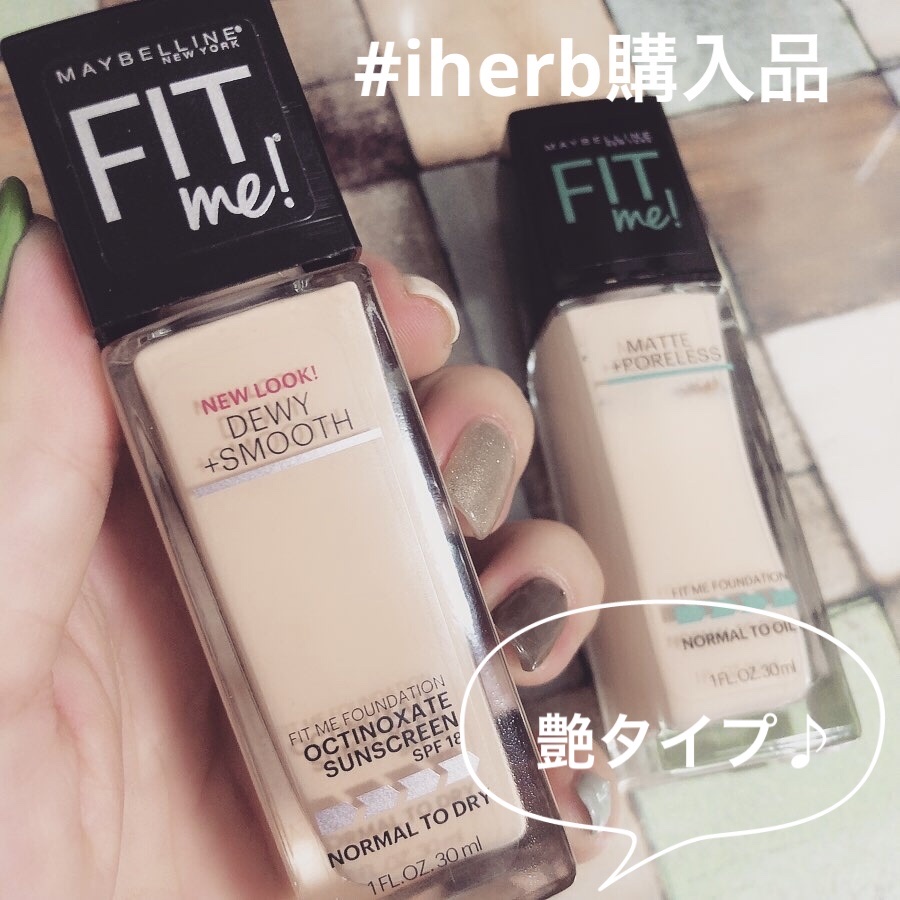 #iherb購入品
MAYBELLINE
NEW YORK
FIT
me!
NEW LOOK!
DEWY
+SMOOTH
FIT ME FOUNDATION
OCTINOXATE
SUNSCREEN
SPF 18
NORMAL TO DRY
1 FL.OZ. 30 ml
MAYBELLINE
FIT
me!
MATTE
+PORELESS
FIT ME FOUNDATION
NORMAL TO OIL
1 FL.OZ. 30 ml
艶タイプ♪